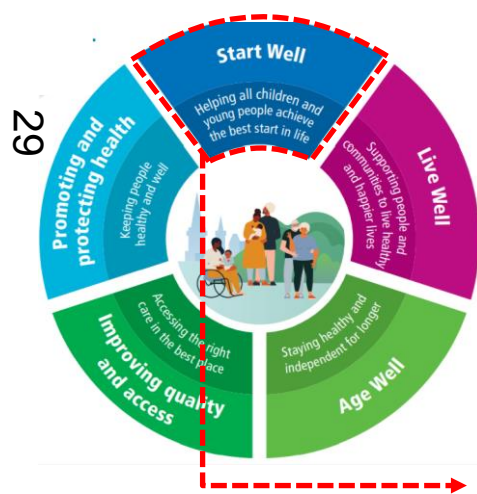 Start Well
Helping all children and
young people achieve
the best start in life
Live Well
Supporting people and
communities to live healthy
and happier lives
Age Well
Staying healthy and
independent for longer
Improving quality
and access
Accessing the right
care in the best place
Promoting and
protecting health
Keeping people
healthy and well
29